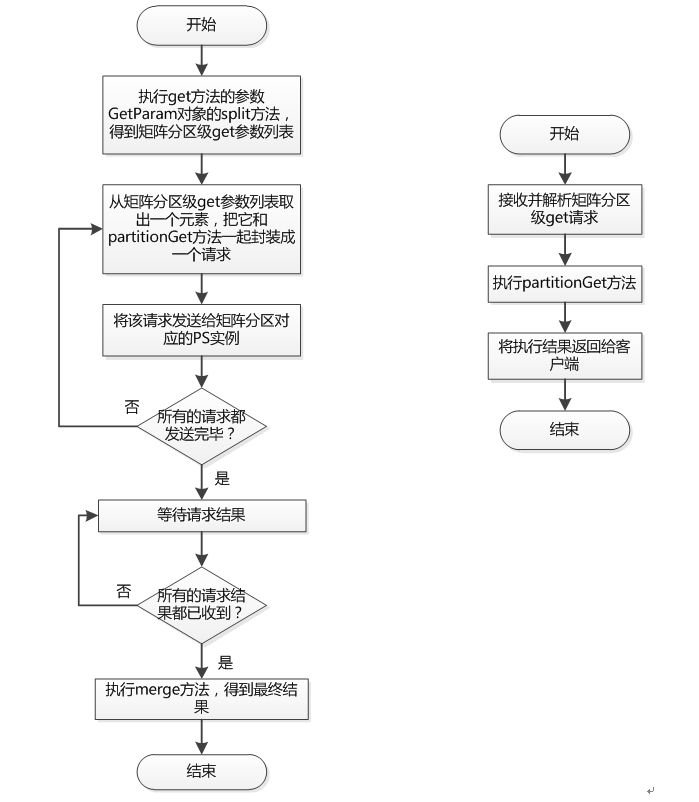 开始
执行get方法的参数
GetParam对象的split方法，
得到矩阵分区级get参数列表
从矩阵分区级get参数列表取
出一个元素，把它和
partitionGet方法一起封装成
一个请求
将该请求发送给矩阵分区对
应的PS实例
否
所有的请求都
发送完毕？
是
等待请求结果
否
所有的请求结
果都已收到？
是
执行merge方法，得到最终结
果
结束
开始
接收并解析矩阵分区
级get请求
执行partitionGet方法
将执行结果返回给客
户端
结束